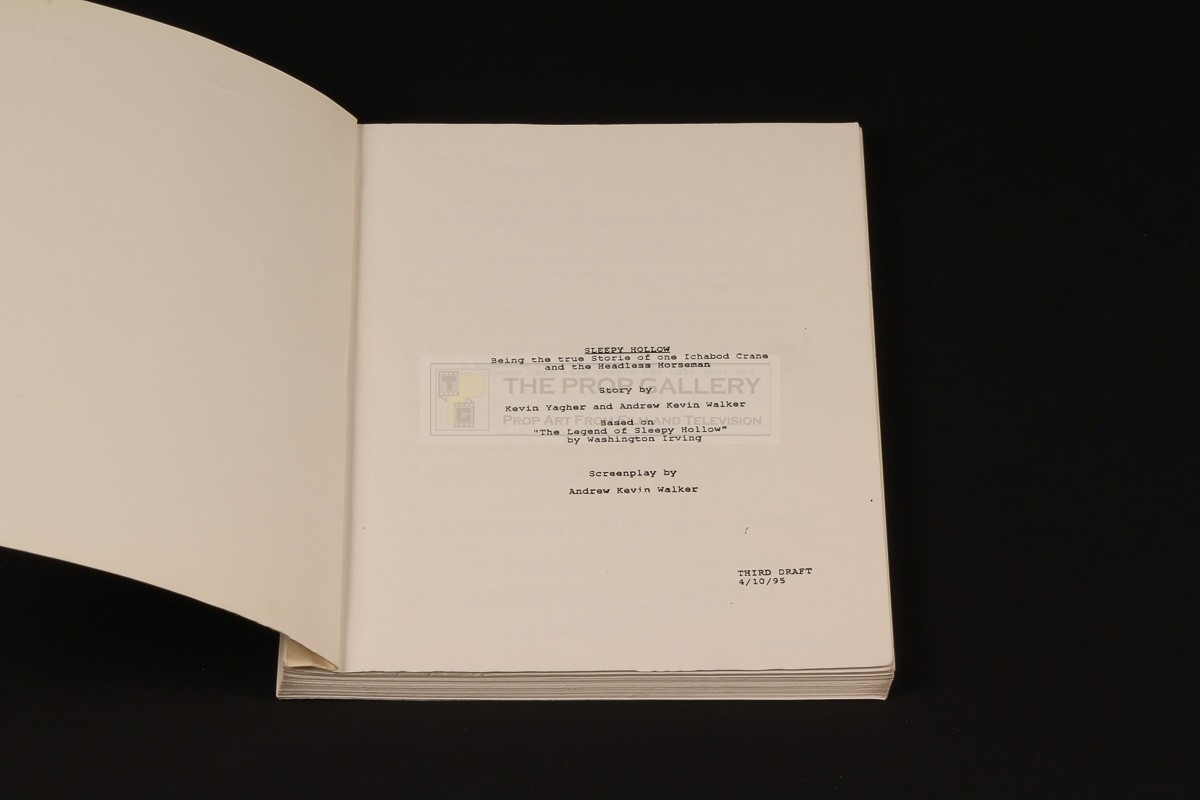 SLEEPY HOLLOW
Being the true Storie of one Ichabod Crane
and the Headless Horseman
Story by
Kevin Yagher and Andrew Kevin Walker
Based on
"The Legend of Sleepy Hollow"
by Washington Irving
Screenplay by
Andrew Kevin Walker
THIRD DRAFT
4/10/95
THE PROP GALLERY
PROP ART FROM FILM AND TELEVISION